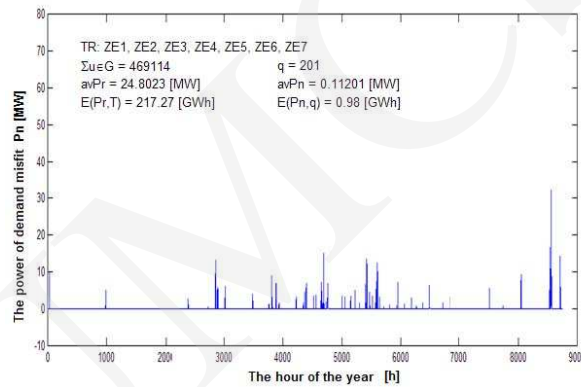 80
70
60
50
40
30
20
10
0
-10
The power of demand misfit Pn [MW]
TR: ZE1, ZE2, ZE3, ZE4, ZE5, ZE6, ZE7
Σu∈G = 469114 q = 201
avPr = 24.8023 [MW] avPn = 0.11201 [MW]
E(Pr,T) = 217.27 [GWh] E(Pn,q) = 0.98 [GWh]
0 1000 3000 4000 5000 6000 7000 8000 9000
The hour of the year [h]